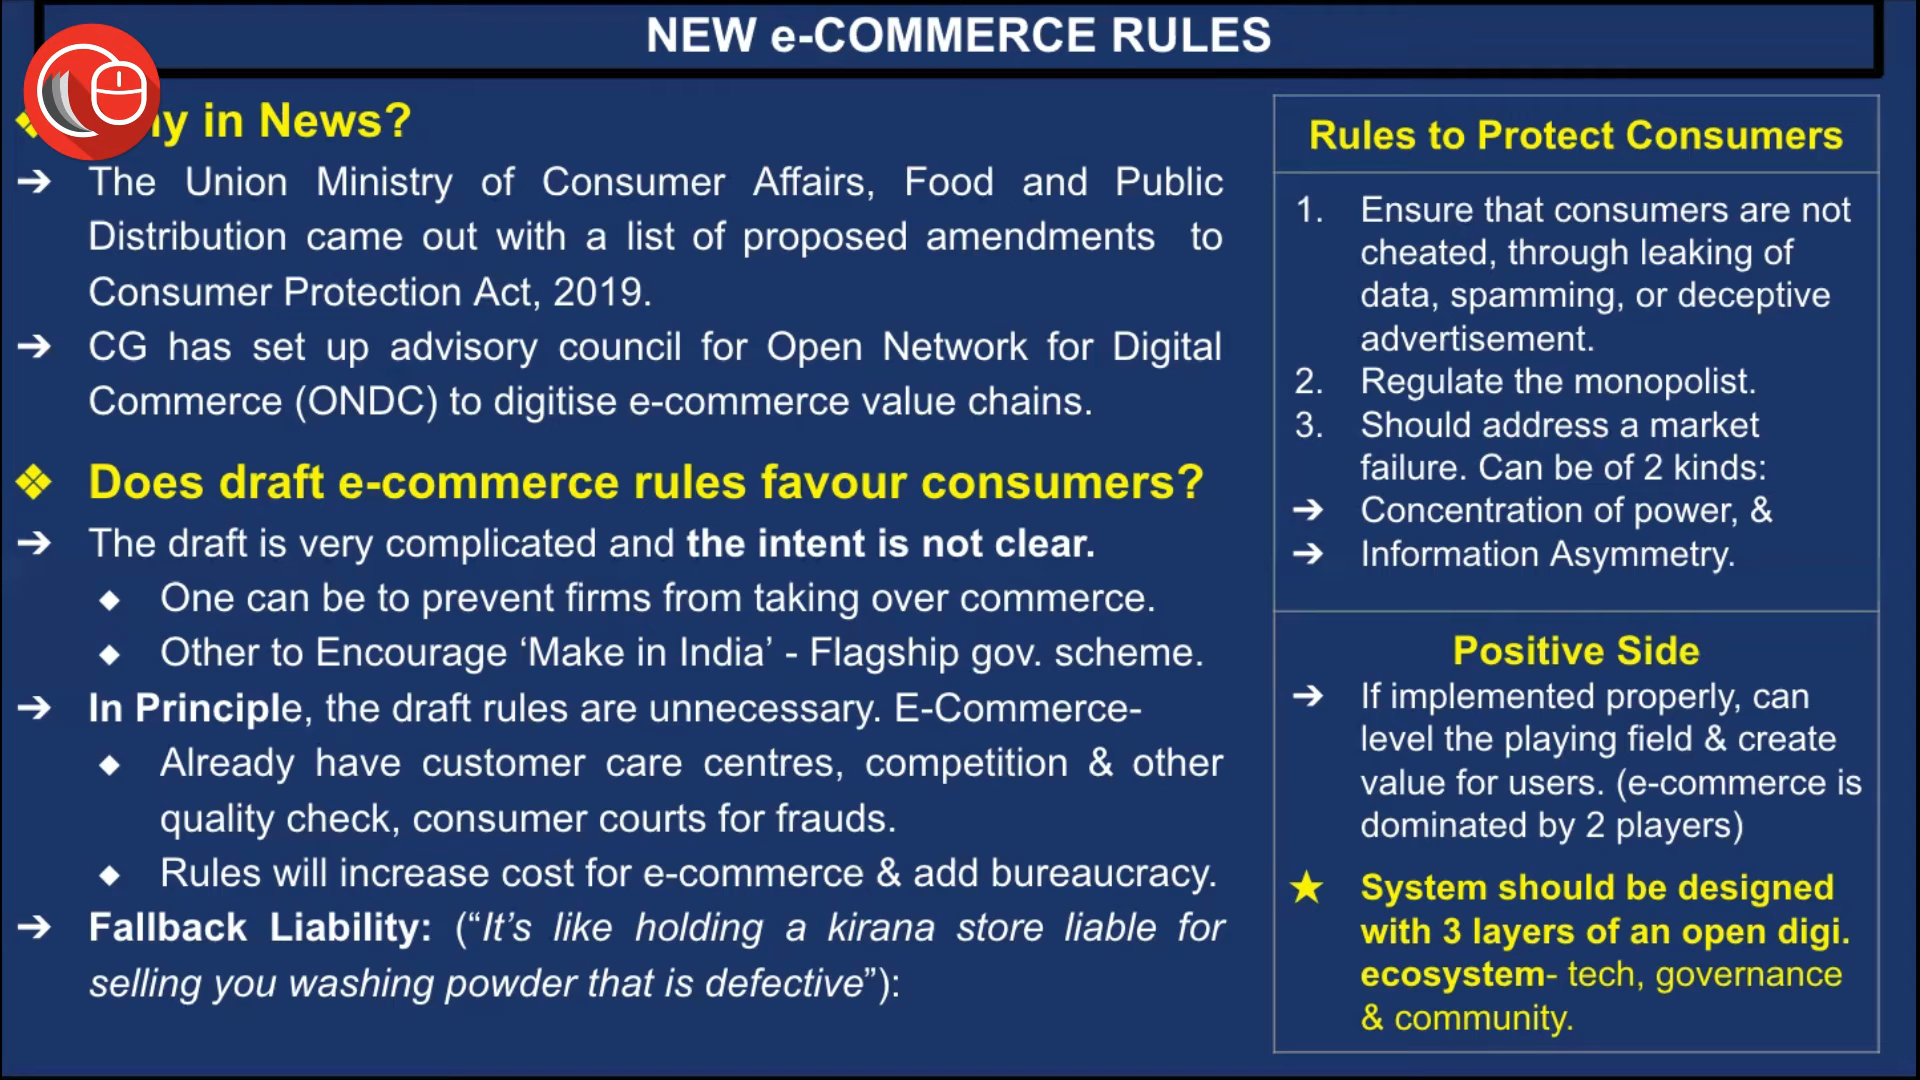 NEW e-COMMERCE RULES
in News?
The Union Ministry of Consumer Affairs, Food and Public
Distribution came out with a list of proposed amendments to
Consumer Protection Act, 2019.
CG has set up advisory council for Open Network for Digital
Commerce (ONDC) to digitise e-commerce value chains.
Does draft e-commerce rules favour consumers?
The draft is very complicated and the intent is not clear.
One can be to prevent firms from taking over commerce.
Other to Encourage ‘Make in India’ - Flagship gov. scheme.
In Principle, the draft rules are unnecessary. E-Commerce-
Already have customer care centres, competition & other
quality check, consumer courts for frauds.
Rules will increase cost for e-commerce & add bureaucracy.
Fallback Liability: (“It’s like holding a kirana store liable for
selling you washing powder that is defective”):
Rules to Protect Consumers
1. Ensure that consumers are not
cheated, through leaking of
data, spamming, or deceptive
advertisement.
2. Regulate the monopolist.
3. Should address a market
failure. Can be of 2 kinds:
Concentration of power, &
Information Asymmetry.
Positive Side
If implemented properly, can
level the playing field & create
value for users. (e-commerce is
dominated by 2 players)
System should be designed
with 3 layers of an open digi.
ecosystem- tech, governance
& community.